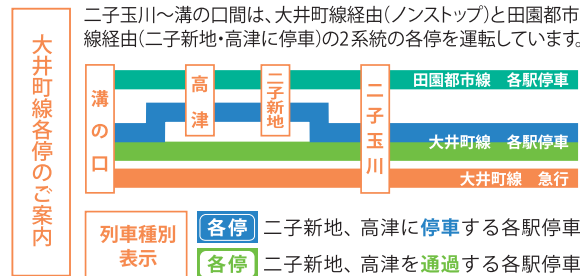 大井町線各停のご案内
二子玉川～溝の口間は、大井町線経由(ノンストップ)と田園都市
線経由(二子新地・高津に停車)の2系統の各停を運転しています。
溝の口
高津
二子新地
二子玉川
田園都市線 各駅停車
大井町線 各駅停車
大井町線 急行
列車種別
表示
各停 二子新地、高津に停車する各駅停車
各停 二子新地、高津を通過する各駅停車